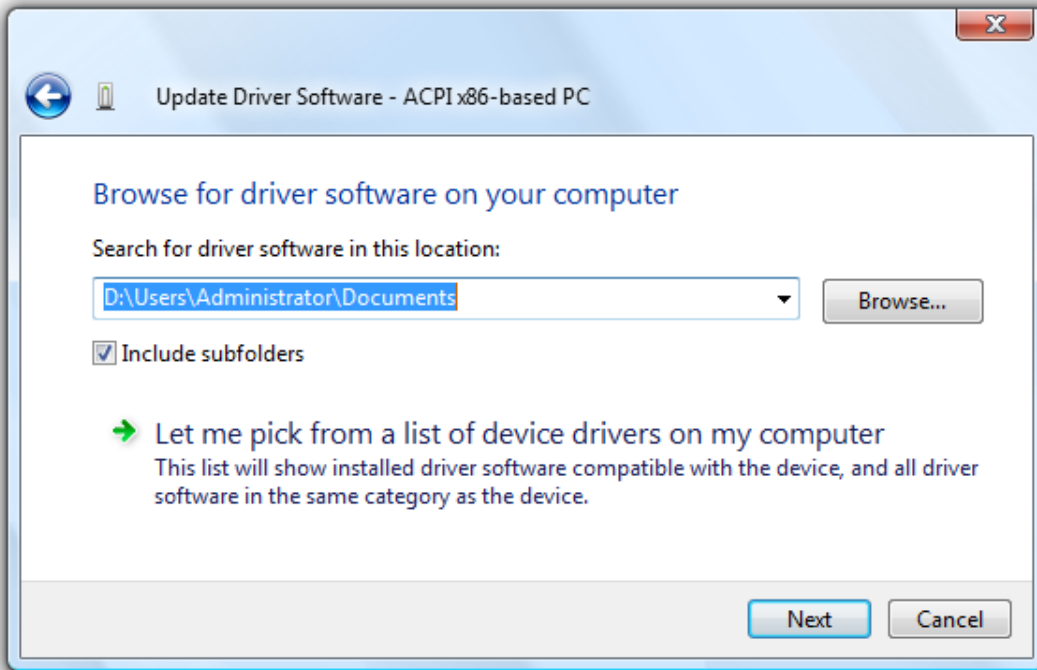 Update Driver Software - ACPI x86-based PC
Browse for driver software on your computer
Search for driver software in this location:
D:\Users\Administrator\Documents
Browse...
Include subfolders
Let me pick from a list of device drivers on my computer
This list will show installed driver software compatible with the device, and all driver
software in the same category as the device.
Next
Cancel